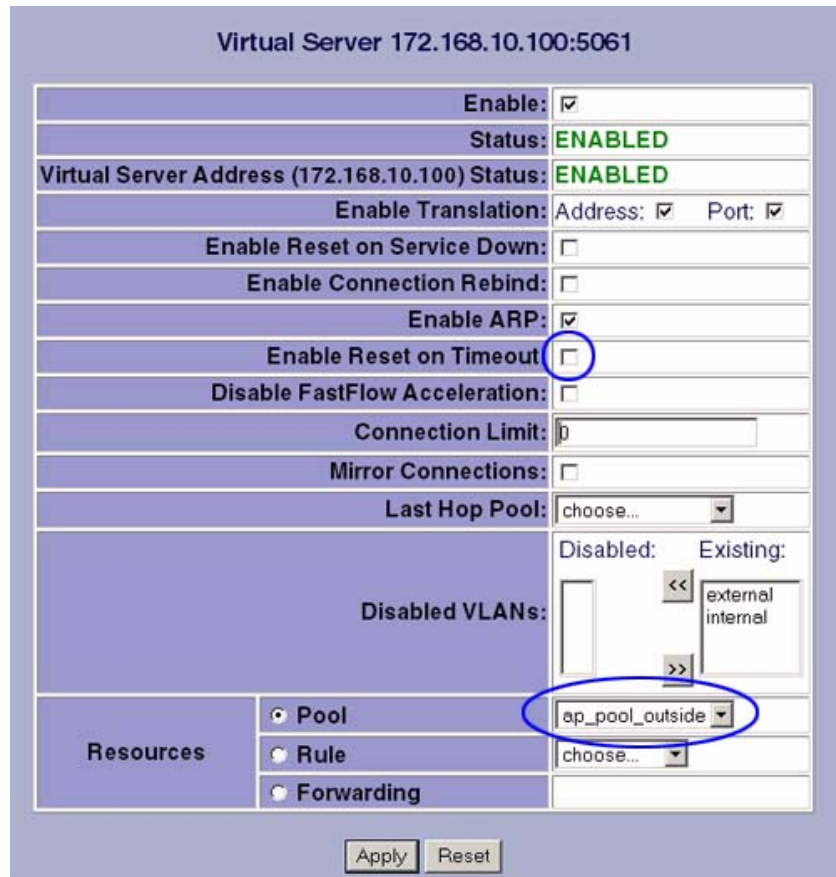 Virtual Server 172.168.10.100:5061
Enable:
Status: ENABLED
Virtual Server Address (172.168.10.100) Status: ENABLED
Enable Translation: Address: Port:
Enable Reset on Service Down:
Enable Connection Rebind:
Enable ARP:
Enable Reset on Timeout
Disable FastFlow Acceleration:
Connection Limit: 0
Mirror Connections:
Last Hop Pool: choose...
Disabled VLANs: Disabled: Existing:
<<
external
internal
>>
Resources
Pool ap_pool_outside
Rule choose...
Forwarding
Apply Reset